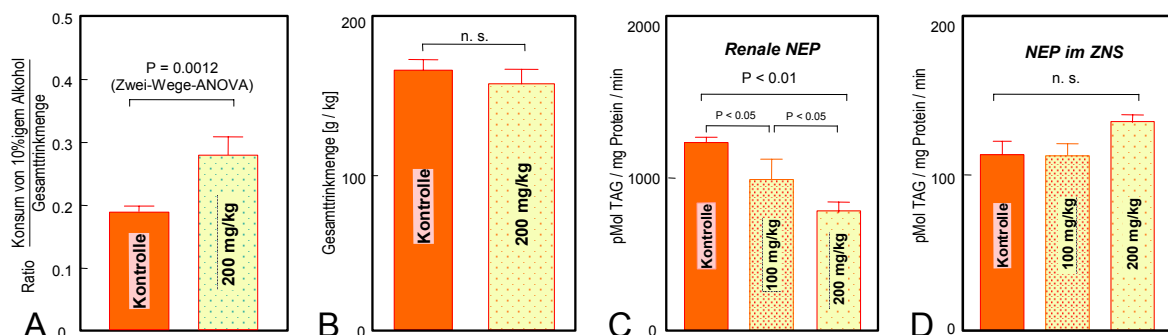 0.5
0.4
0.3
0.2
0.1
0
Ratio
Konsum von 10%igem Alkohol
Gesamttrinkmenge
P = 0.0012
(Zwei-Wege-ANOVA)
Kontrolle
200 mg/kg
A
200
100
0
Gesamttrinkmenge [g / kg]
n. s.
Kontrolle
200 mg/kg
B
2000
1000
0
pMol TAG / mg Protein / min
Renale NEP
P < 0.01
P < 0.05
P < 0.05
Kontrolle
100 mg/kg
200 mg/kg
C
200
100
0
pMol TAG / mg Protein / min
NEP im ZNS
n. s.
Kontrolle
100 mg/kg
200 mg/kg
D